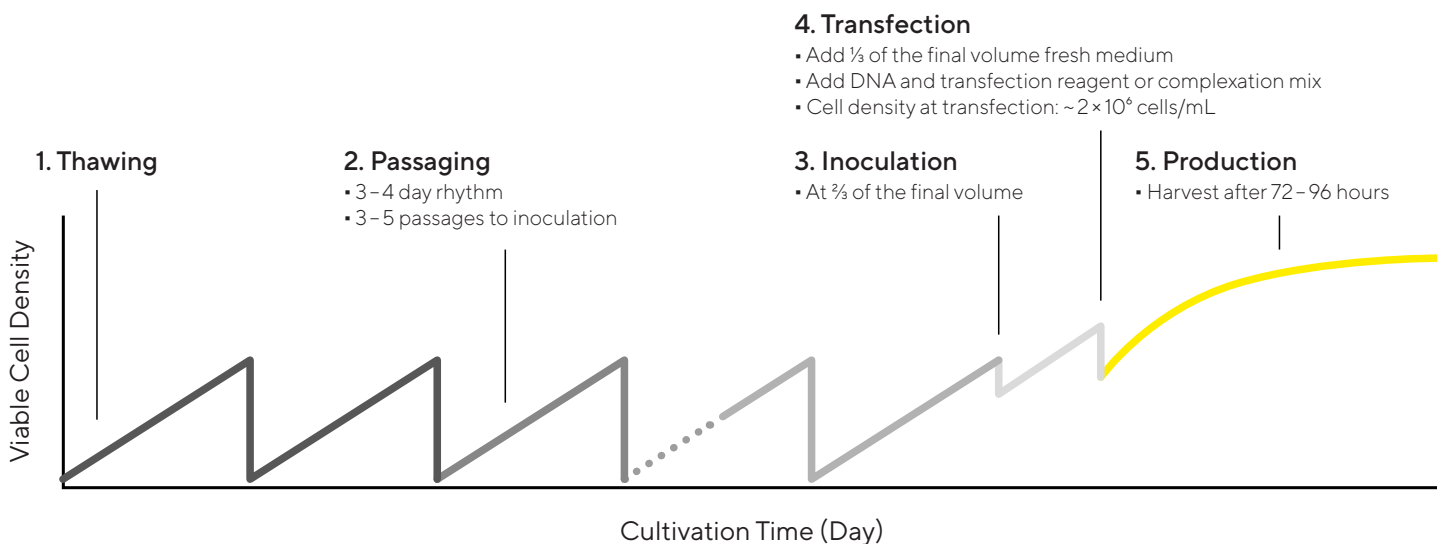 4. Transfection
▪ Add ⅓ of the final volume fresh medium
▪ Add DNA and transfection reagent or complexation mix
▪ Cell density at transfection: ~2 × 10⁶ cells/mL
1. Thawing
2. Passaging
▪ 3–4 day rhythm
▪ 3–5 passages to inoculation
3. Inoculation
▪ At ⅔ of the final volume
5. Production
▪ Harvest after 72–96 hours
Viable Cell Density
Cultivation Time (Day)